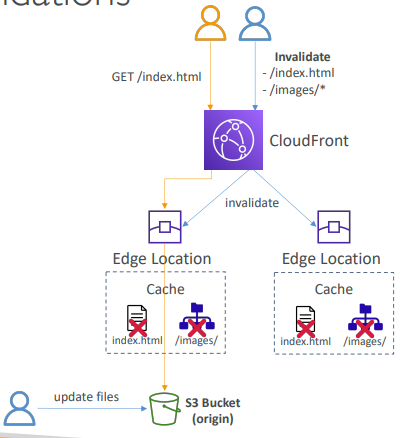 GET /index.html
Invalidate
- /index.html
- /images/*
CloudFront
invalidate
Edge Location
Edge Location
Cache
Cache
index.html
/images/
index.html
/images/
update files
S3 Bucket
(origin)